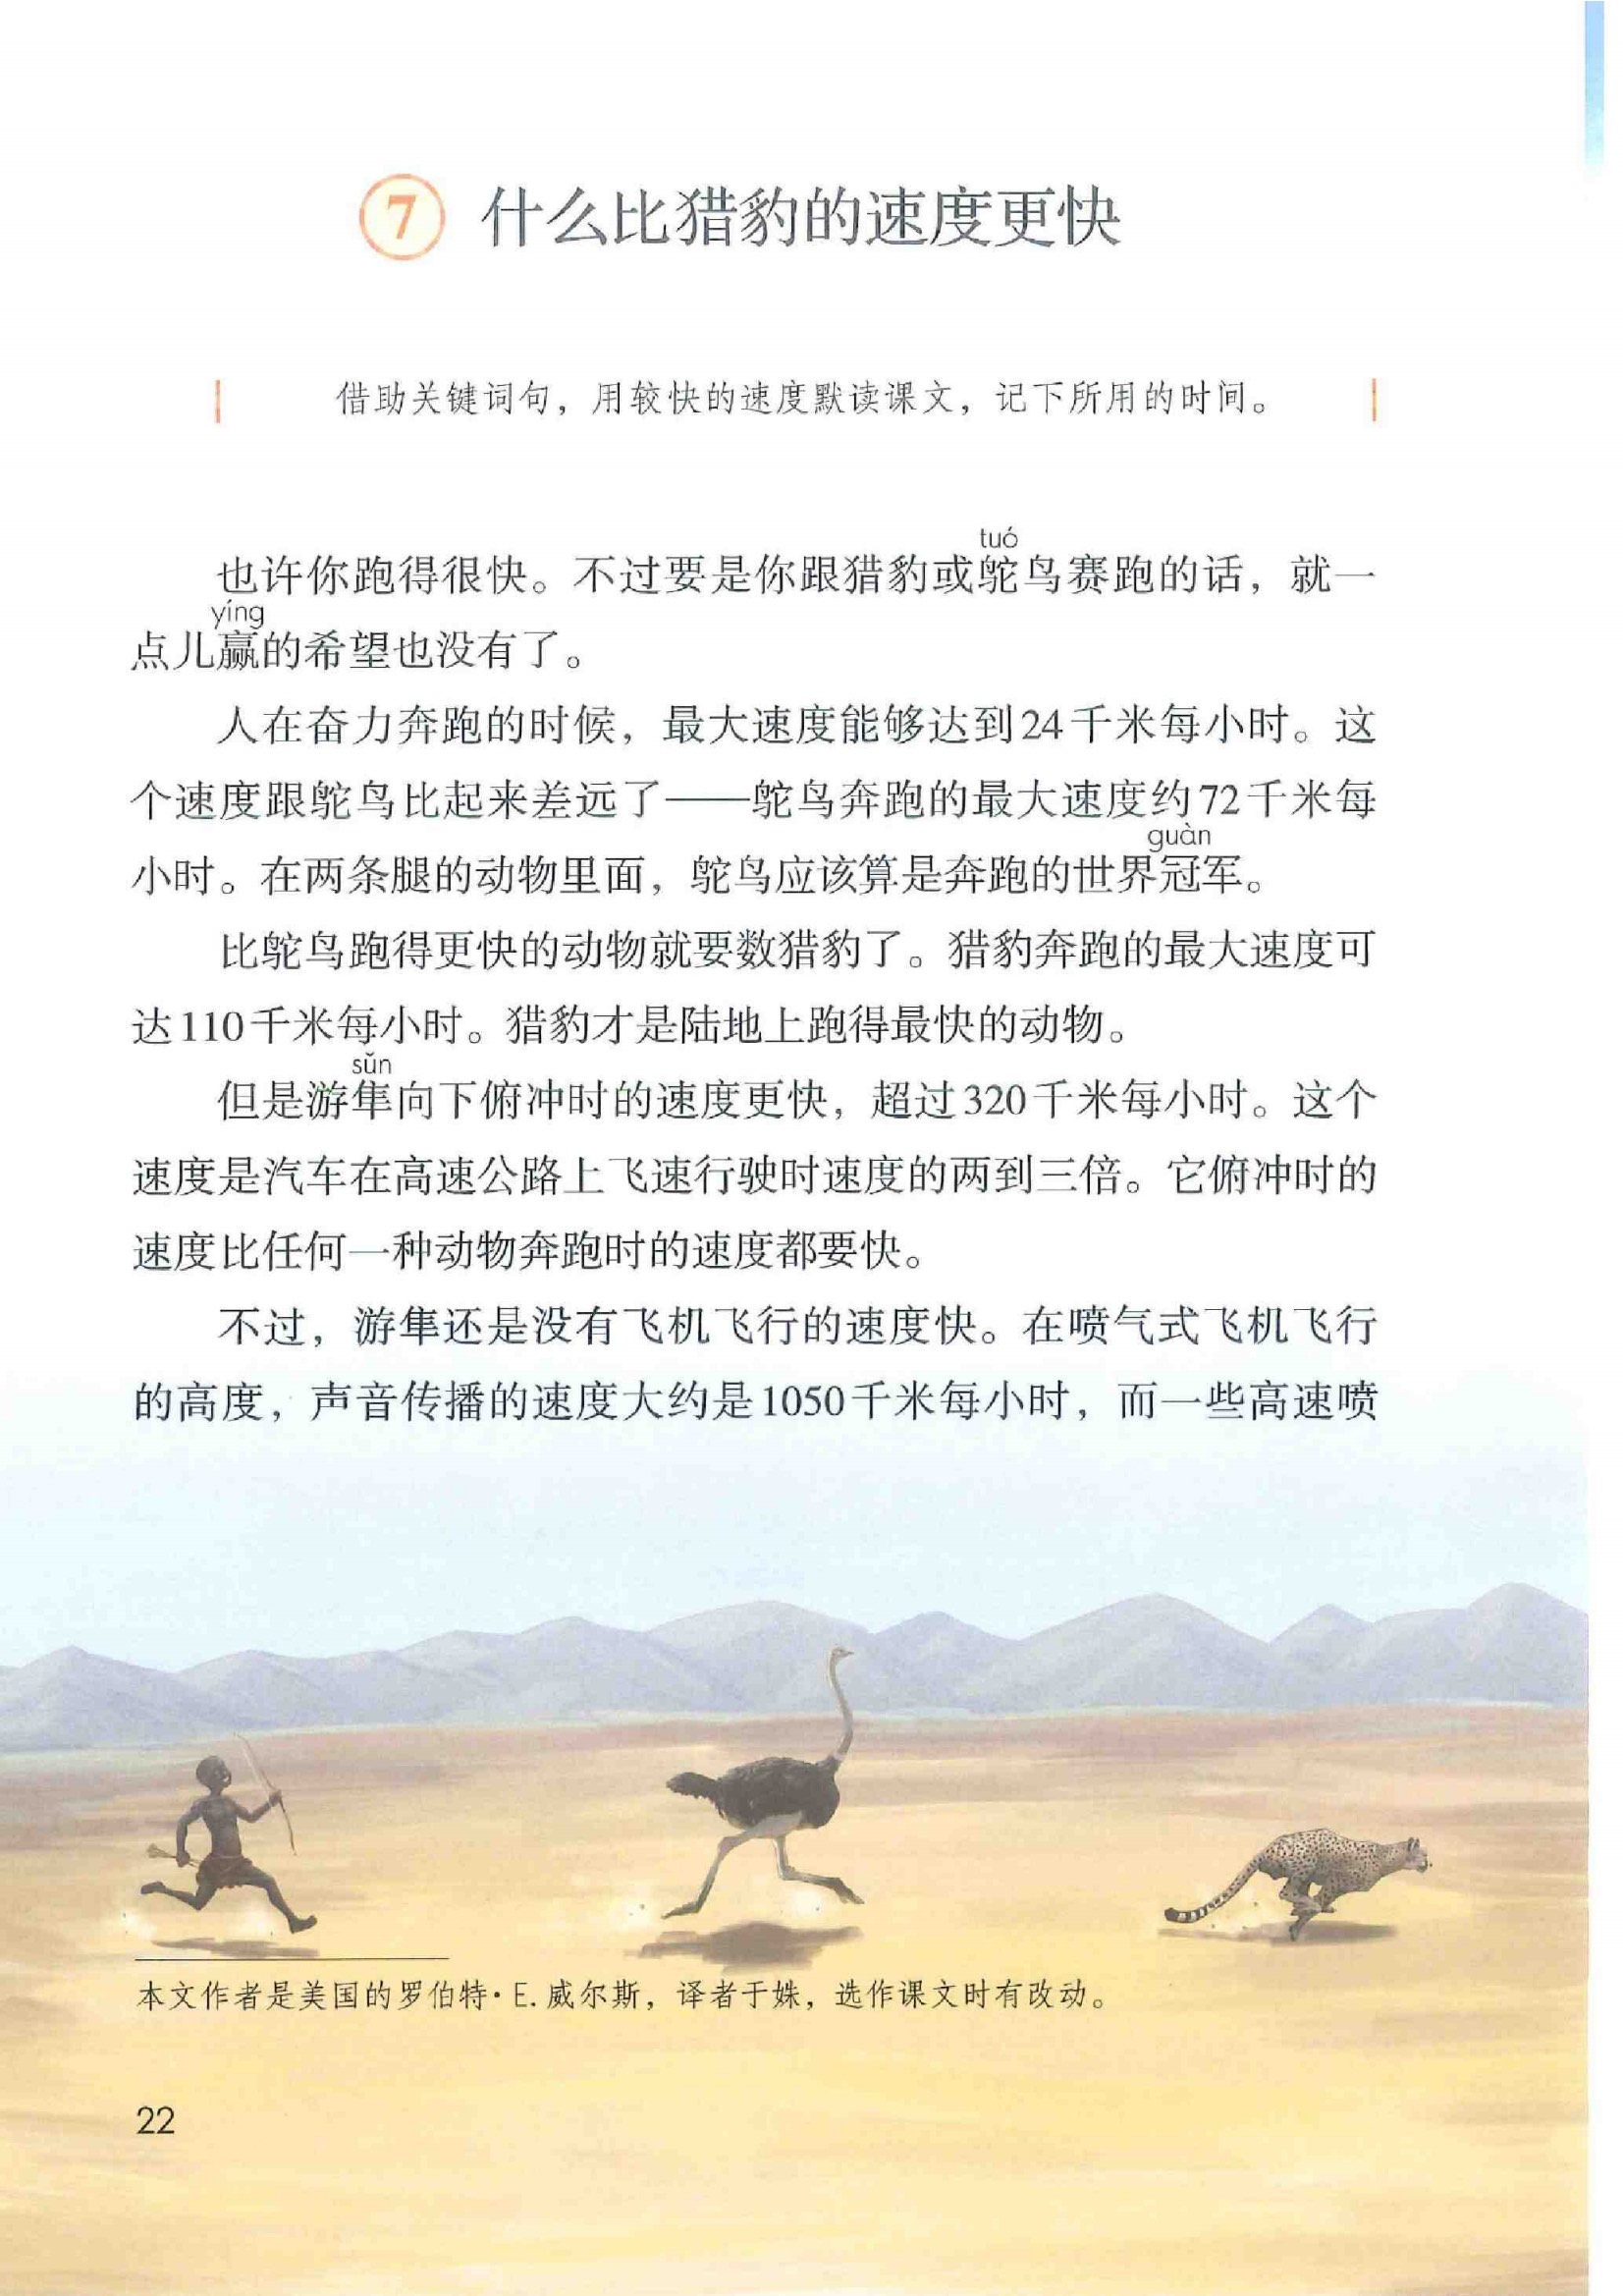 7 什么比猎豹的速度更快
借助关键词句，用较快的速度默读课文，记下所用的时间。
tuó
也许你跑得很快。不过要是你跟猎豹或鸵鸟赛跑的话，就一
yíng
点儿赢的希望也没有了。
人在奋力奔跑的时候，最大速度能够达到24千米每小时。这
个速度跟鸵鸟比起来差远了——鸵鸟奔跑的最大速度约72千米每
guàn
小时。在两条腿的动物里面，鸵鸟应该算是奔跑的世界冠军。
比鸵鸟跑得更快的动物就要数猎豹了。猎豹奔跑的最大速度可
达110千米每小时。猎豹才是陆地上跑得最快的动物。
sǔn
但是游隼向下俯冲时的速度更快，超过320千米每小时。这个
速度是汽车在高速公路上飞速行驶时速度的两到三倍。它俯冲时的
速度比任何一种动物奔跑时的速度都要快。
不过，游隼还是没有飞机飞行的速度快。在喷气式飞机飞行
的高度，声音传播的速度大约是1050千米每小时，而一些高速喷
本文作者是美国的罗伯特·E.威尔斯，译者于姝，选作课文时有改动。
22